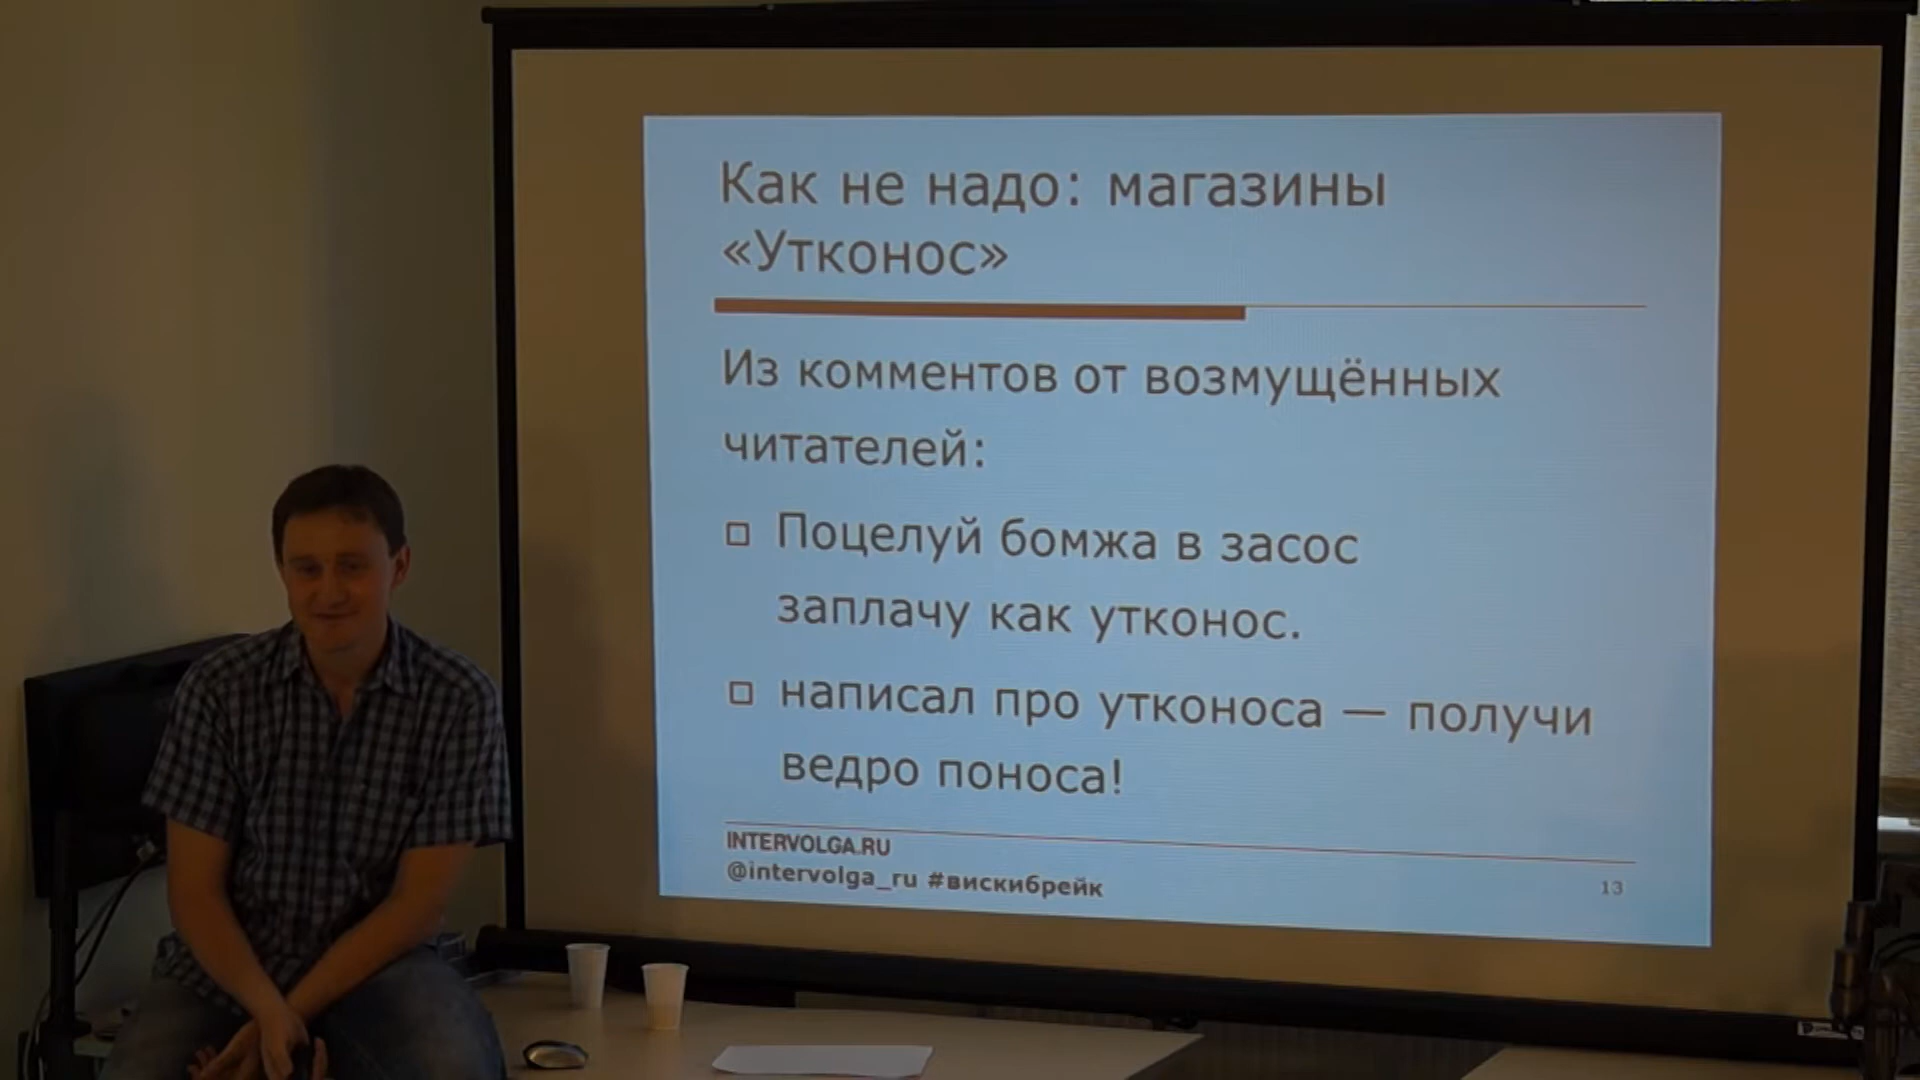 Как не надо: магазины
«Утконос»
Из комментов от возмущённых
читателей:
Поцелуй бомжа в засос
заплачу как утконос.
написал про утконоса — получи
ведро поноса!
INTERVOLGA.RU
@intervolga_ru #вискибрейк
13